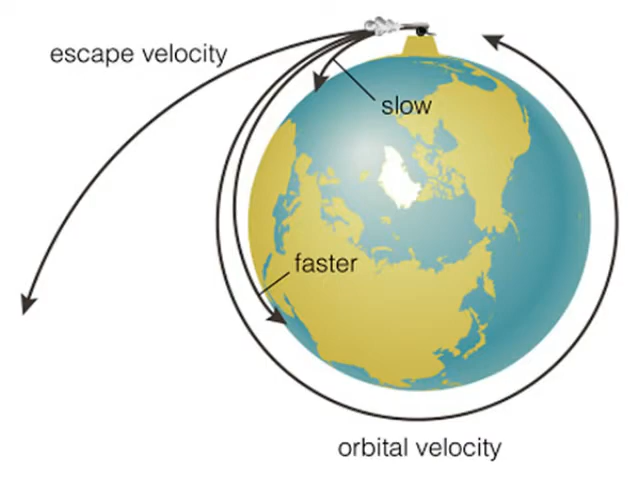 escape velocity
slow
faster
orbital velocity